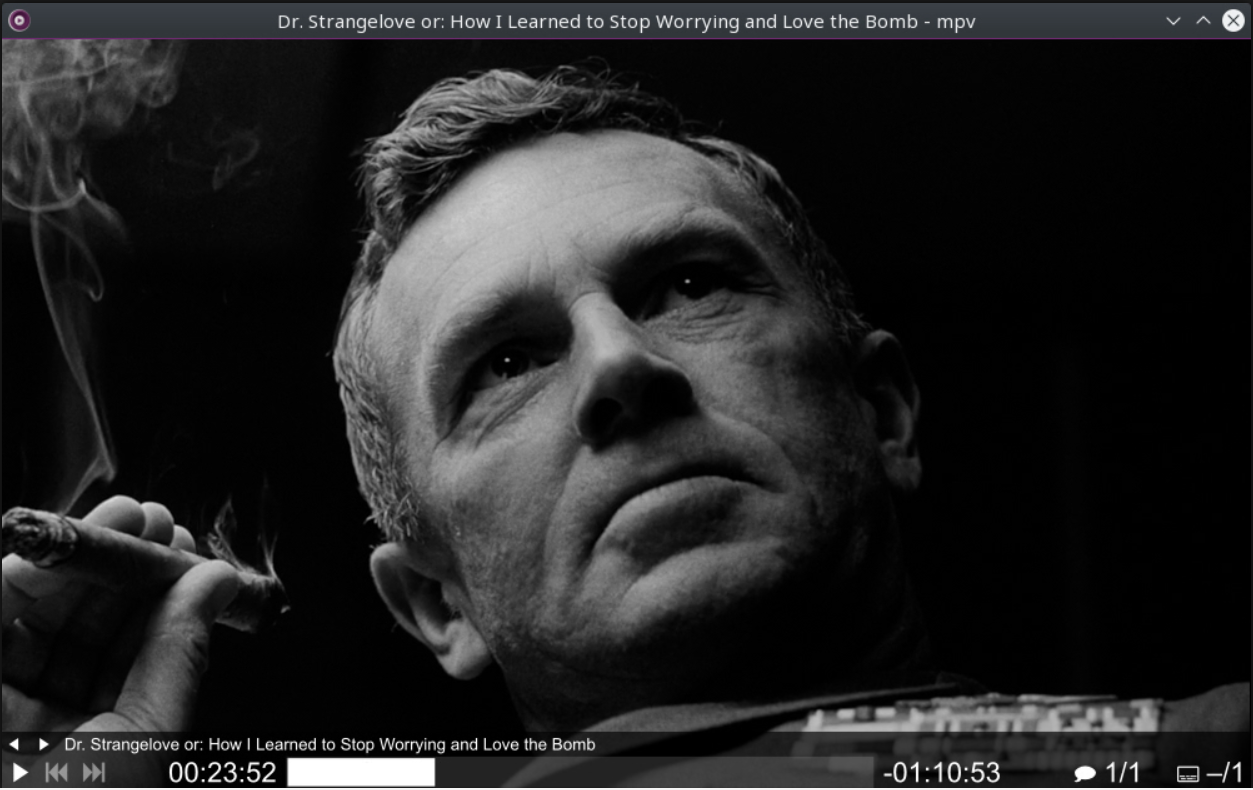 Dr. Strangelove or: How I Learned to Stop Worrying and Love the Bomb - mpv
Dr. Strangelove or: How I Learned to Stop Worrying and Love the Bomb
00:23:52 -01:10:53 1/1 –/1